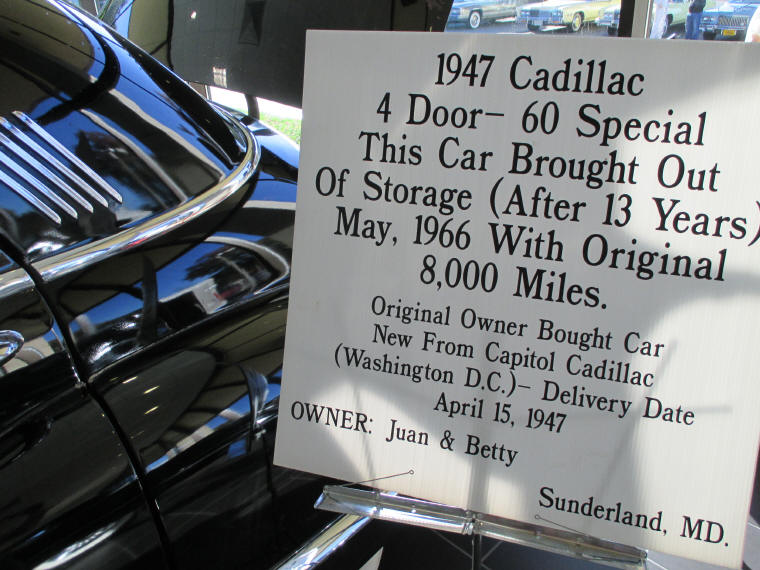 1947 Cadillac
4 Door– 60 Special
This Car Brought Out
Of Storage (After 13 Years)
May, 1966 With Original
8,000 Miles.
Original Owner Bought Car
New From Capitol Cadillac
(Washington D.C.)– Delivery Date
April 15, 1947
OWNER: Juan & Betty
Sunderland, MD.